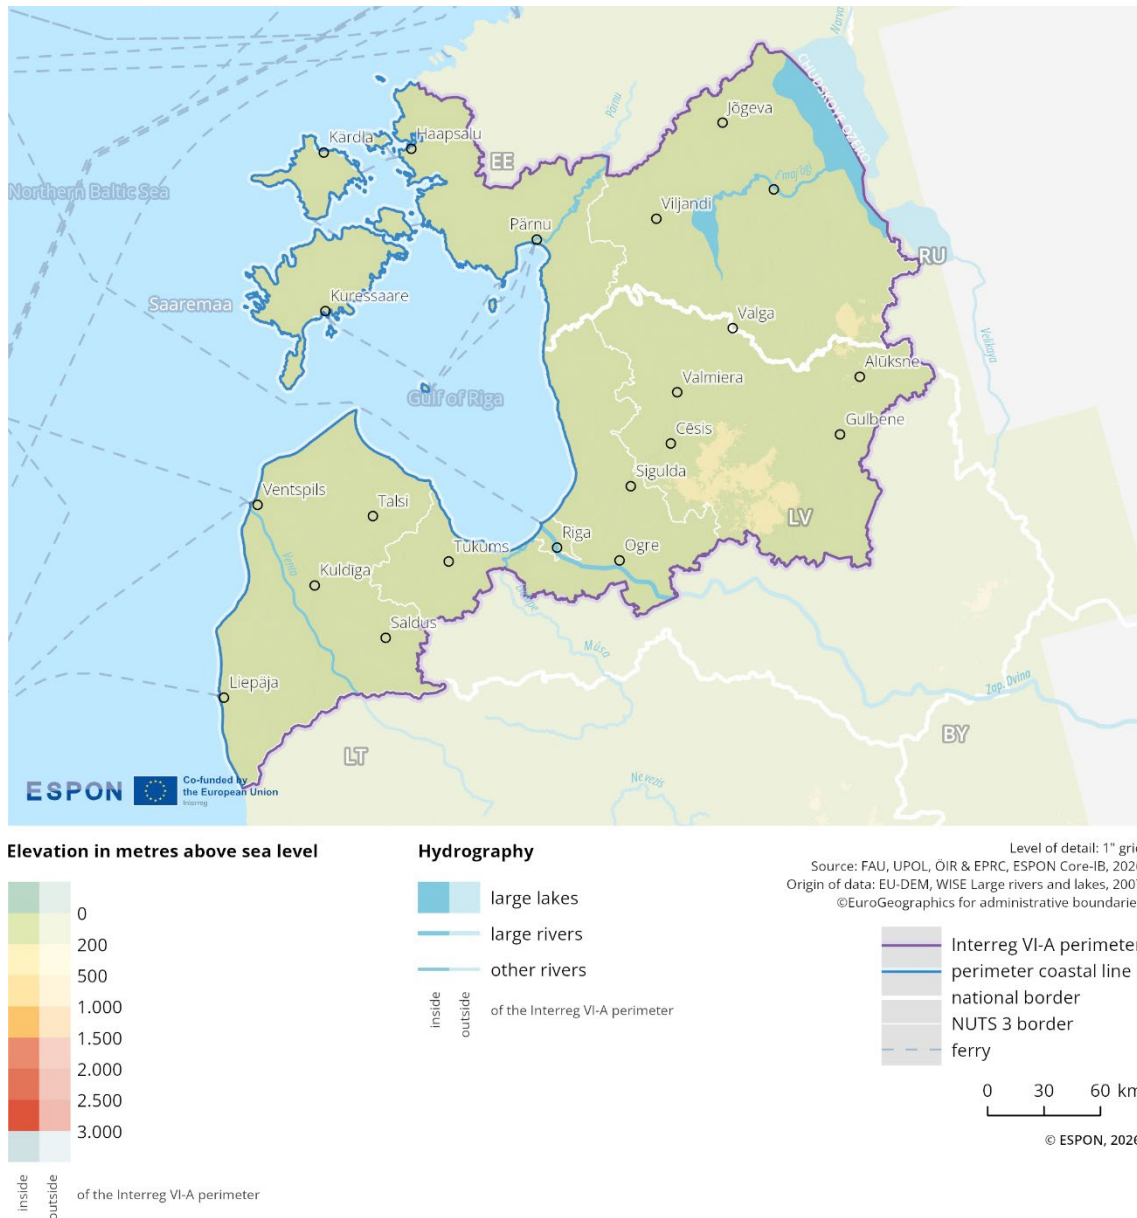 Narva
CHUDSKOYE OZERO
Jõgeva
Pärnu
Kärdla
Haapsalu
EE
Emajõgi
Northern Baltic Sea
Viljandi
Pärnu
RU
Saaremaa
Kuressaare
Valga
Velikaya
Alūksne
Valmiera
Gulf of Riga
Gulbene
Cēsis
Sigulda
Ventspils
Talsi
LV
Riga
Tukums
Ogre
Venta
Kuldīga
Lielupe
Saldus
Mūsa
Liepāja
Zap. Dvina
BY
LT
Nevezis
ESPON
Co-funded by
the European Union
Interreg
Elevation in metres above sea level
0
200
500
1.000
1.500
2.000
2.500
3.000
inside
outside
of the Interreg VI-A perimeter
Hydrography
large lakes
large rivers
other rivers
inside
outside
of the Interreg VI-A perimeter
Level of detail: 1" grid
Source: FAU, UPOL, ÖIR & EPRC, ESPON Core-IB, 2026
Origin of data: EU-DEM, WISE Large rivers and lakes, 2007
©EuroGeographics for administrative boundaries
Interreg VI-A perimeter
perimeter coastal line
national border
NUTS 3 border
ferry
0 30 60 km
© ESPON, 2026